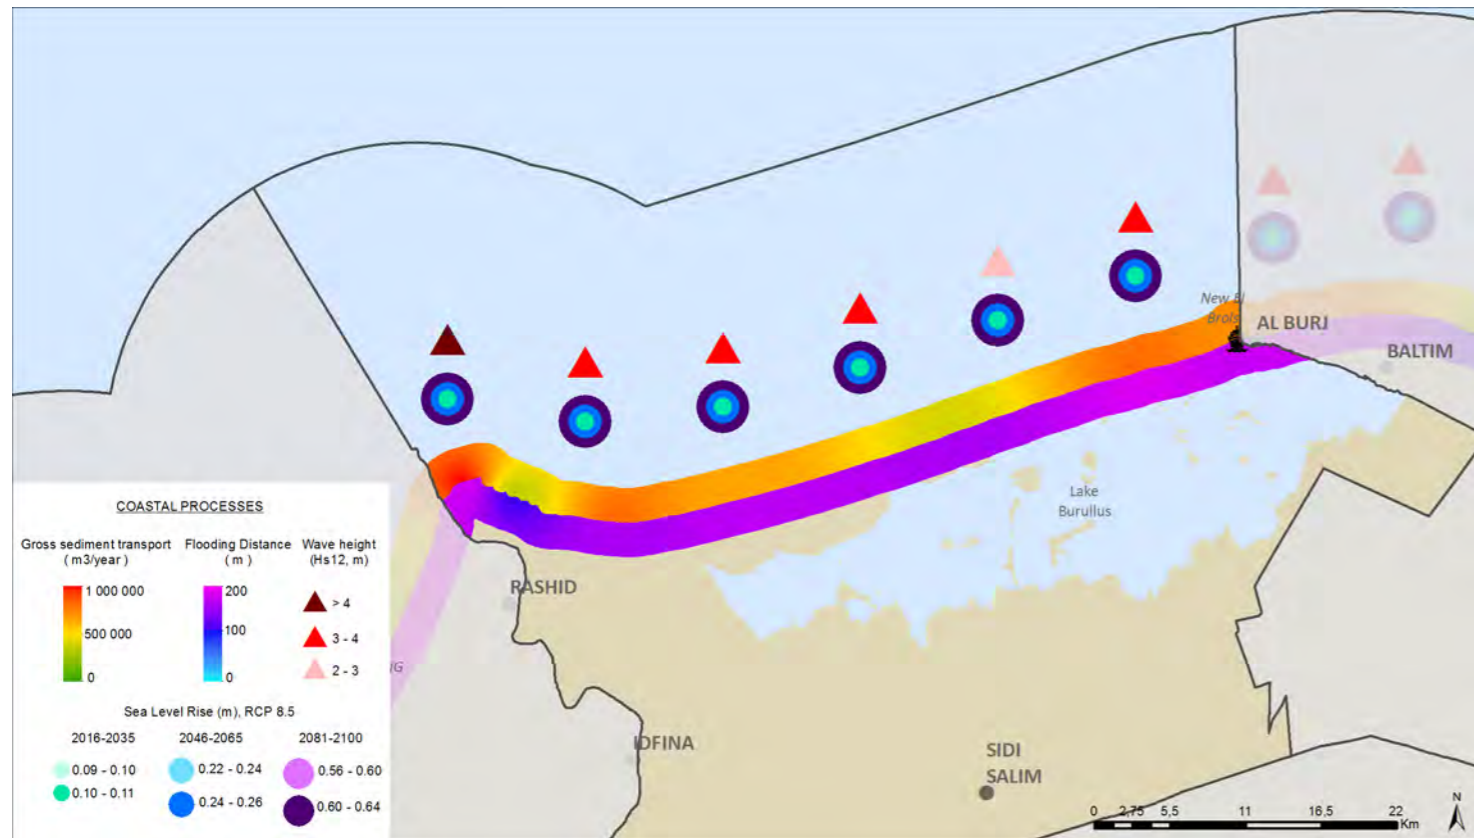 New El
Brols
AL BURJ
BALTIM
Lake
Burullus
RASHID
IDFINA
SIDI
SALIM
COASTAL PROCESSES
Gross sediment transport
( m3/year )
1 000 000
500 000
0
Flooding Distance
( m )
200
100
0
Wave height
(Hs12, m)
> 4
3 - 4
2 - 3
Sea Level Rise (m), RCP 8.5
2016-2035
0.09 - 0.10
0.10 - 0.11
2046-2065
0.22 - 0.24
0.24 - 0.26
2081-2100
0.56 - 0.60
0.60 - 0.64
0 2,75 5,5 11 16,5 22
Km
N